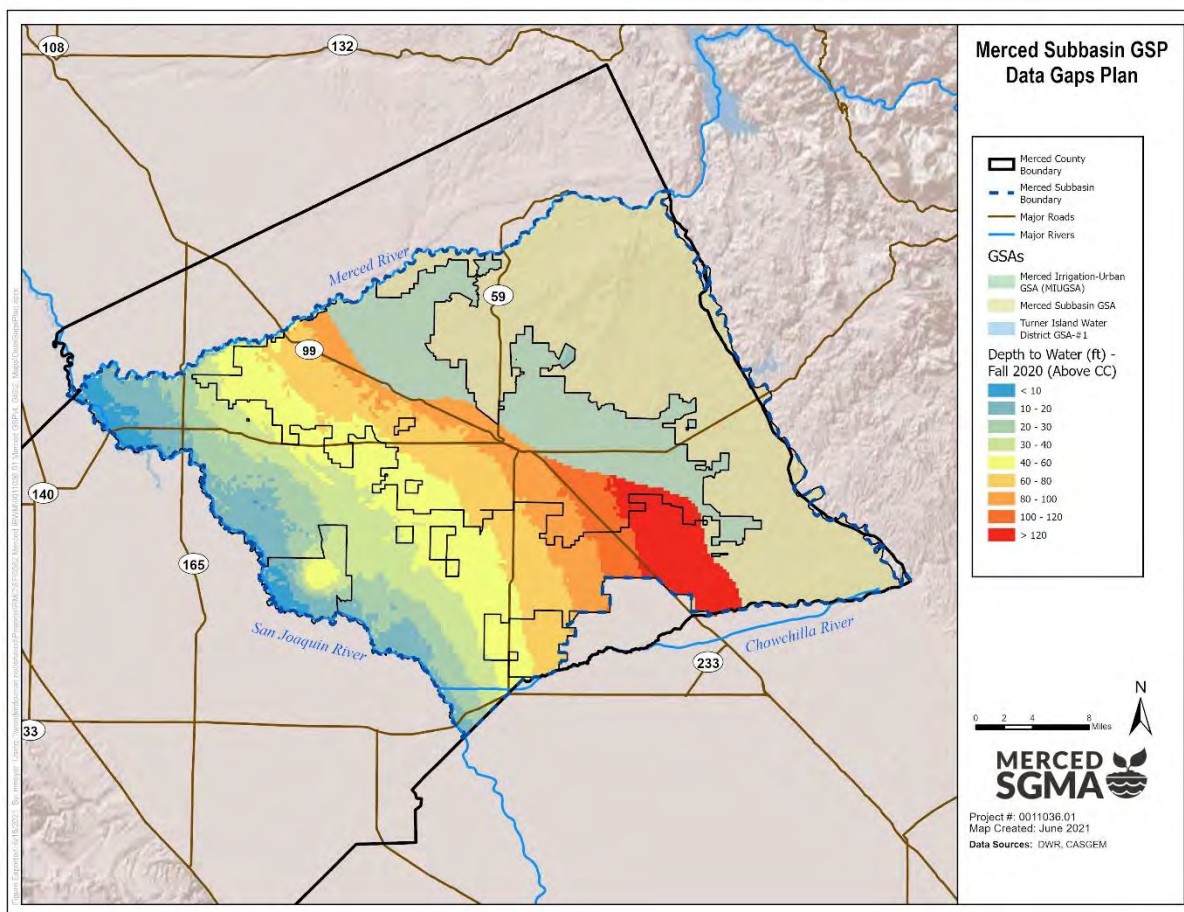 108
132
Merced River
59
99
140
165
San Joaquin River
Chowchilla River
233
33
Merced Subbasin GSP
Data Gaps Plan
Merced County
Boundary
Merced Subbasin
Boundary
Major Roads
Major Rivers
GSAs
Merced Irrigation-Urban
GSA (MIUGSA)
Merced Subbasin GSA
Turner Island Water
District GSA-#1
Depth to Water (ft) -
Fall 2020 (Above CC)
< 10
10 - 20
20 - 30
30 - 40
40 - 60
60 - 80
80 - 100
100 - 120
> 120
N
0 2 4 8
Miles
MERCED
SGMA
Project #: 0011036.01
Map Created: June 2021
Data Sources: DWR, CASGEM